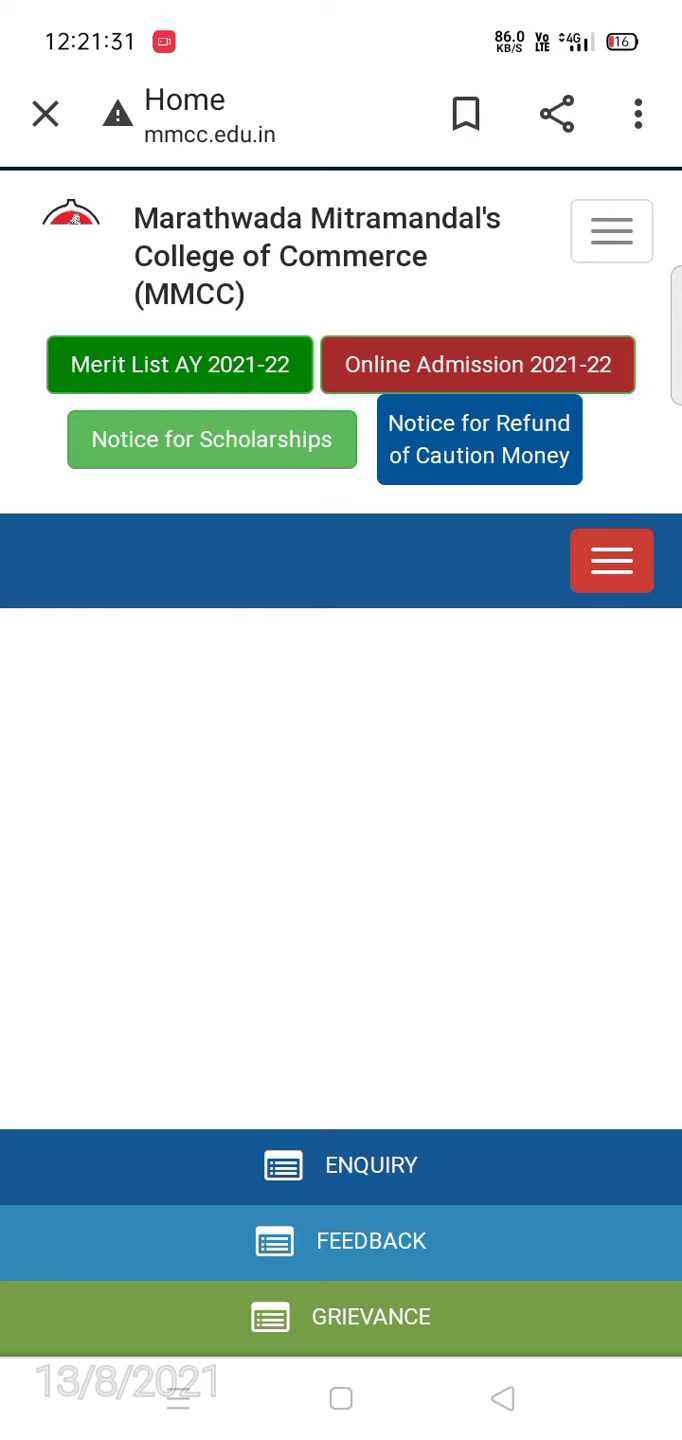 12:21:31
86.0
KB/S
Vo
LTE
4G
16
Home
mmcc.edu.in
Marathwada Mitramandal's
College of Commerce
(MMCC)
Merit List AY 2021-22
Online Admission 2021-22
Notice for Scholarships
Notice for Refund
of Caution Money
ENQUIRY
FEEDBACK
GRIEVANCE
13/8/2021